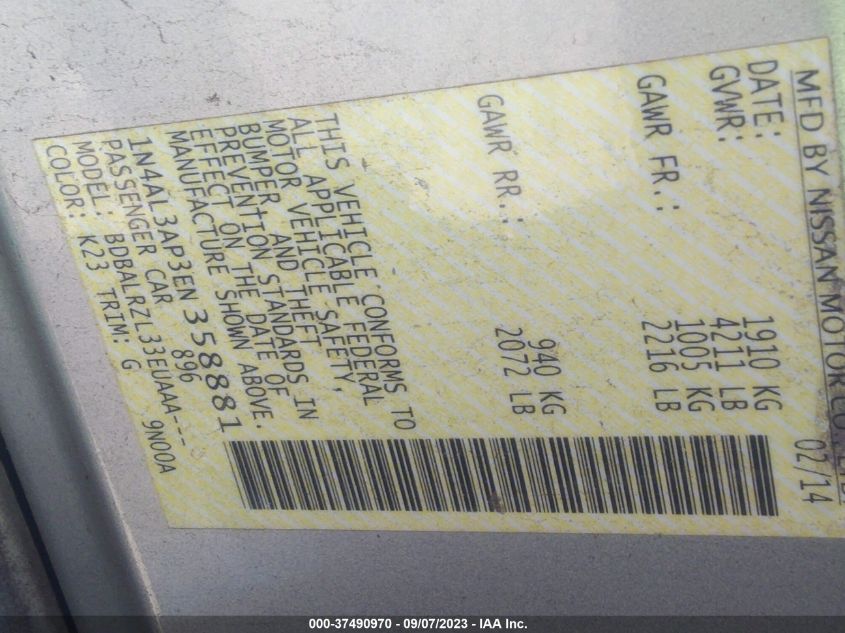 MFD BY NISSAN MOTOR CO.,LTD
DATE: 02/14
GVWR: 1910 KG
4211 LB
GAWR FR.: 1005 KG
2216 LB
GAWR RR.: 940 KG
2072 LB
THIS VEHICLE CONFORMS TO
ALL APPLICABLE FEDERAL
MOTOR VEHICLE SAFETY,
BUMPER, AND THEFT
PREVENTION STANDARDS IN
EFFECT ON THE DATE OF
MANUFACTURE SHOWN ABOVE.
1N4AL3AP3EN358881
PASSENGER CAR 896
MODEL: BDBALRZL33EUAAA---
COLOR: K23 TRIM: G 9N00A
000-37490970 - 09/07/2023 - IAA Inc.